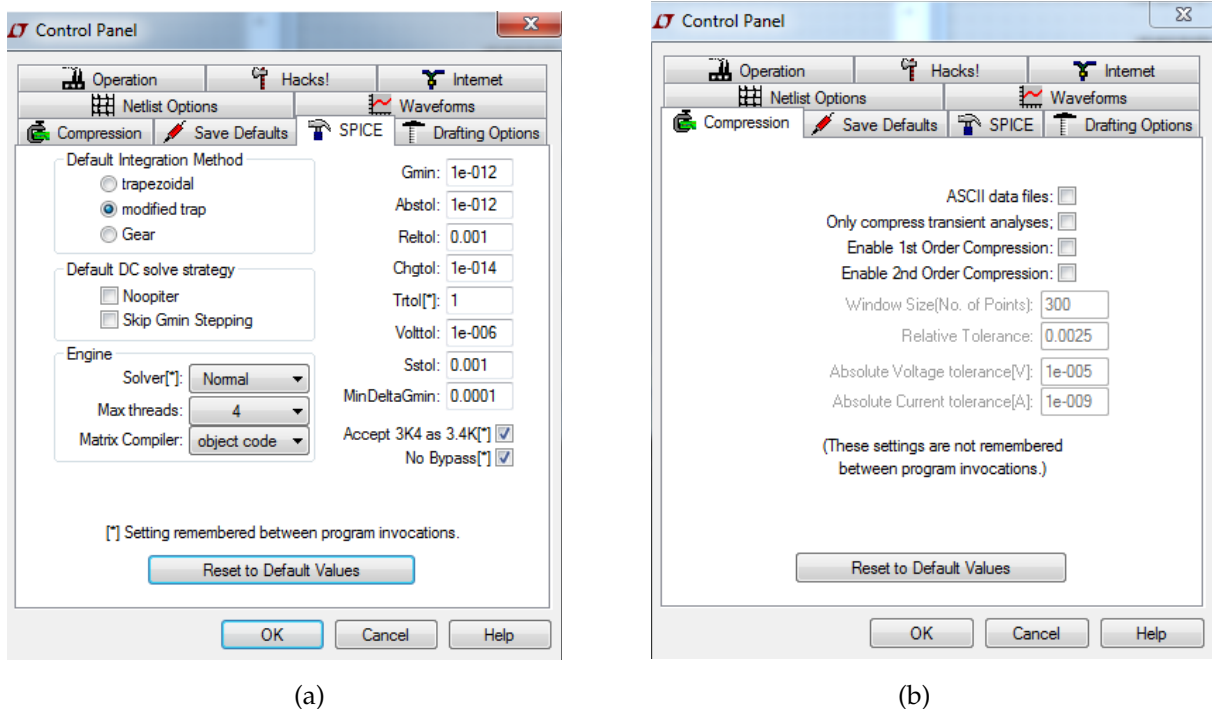 Control Panel
Operation Hacks! Internet
Netlist Options Waveforms
Compression Save Defaults SPICE Drafting Options
Default Integration Method
trapezoidal
modified trap
Gear
Default DC solve strategy
Noopiter
Skip Gmin Stepping
Engine
Solver[*]: Normal
Max threads: 4
Matrix Compiler: object code
Gmin: 1e-012
Abstol: 1e-012
Reltol: 0.001
Chgtol: 1e-014
Trtol[*]: 1
Volttol: 1e-006
Sstol: 0.001
MinDeltaGmin: 0.0001
Accept 3K4 as 3.4K[*]
No Bypass[*]
[*] Setting remembered between program invocations.
Reset to Default Values
OK Cancel Help
(a)
Control Panel
Operation Hacks! Internet
Netlist Options Waveforms
Compression Save Defaults SPICE Drafting Options
ASCII data files:
Only compress transient analyses;
Enable 1st Order Compression:
Enable 2nd Order Compression:
Window Size(No. of Points): 300
Relative Tolerance: 0.0025
Absolute Voltage tolerance[V]: 1e-005
Absolute Current tolerance[A]: 1e-009
(These settings are not remembered
between program invocations.)
Reset to Default Values
OK Cancel Help
(b)